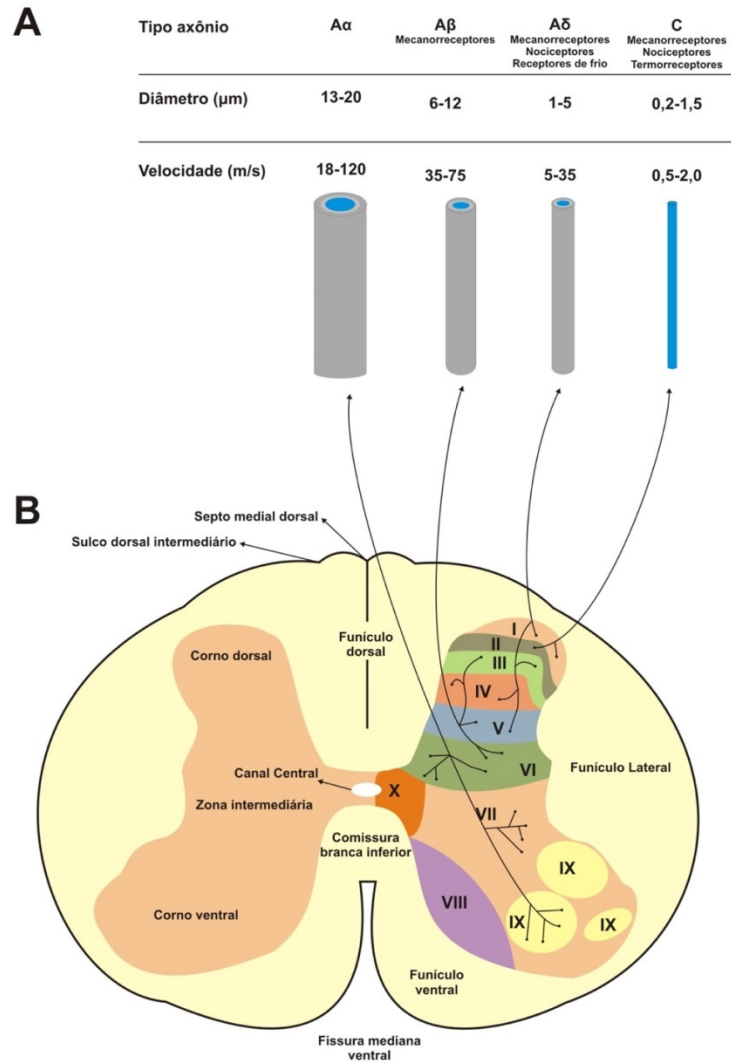 A
Tipo axônio
Aα
Aβ
Mecanorreceptores
Aδ
Mecanorreceptores
Nociceptores
Receptores de frio
C
Mecanorreceptores
Nociceptores
Termorreceptores
Diâmetro (µm)
13-20
6-12
1-5
0,2-1,5
Velocidade (m/s)
18-120
35-75
5-35
0,5-2,0
B
Septo medial dorsal
Sulco dorsal intermediário
Corno dorsal
Funículo
dorsal
I
II
III
IV
V
VI
Funículo Lateral
Canal Central
X
Zona intermediária
VII
Comissura
branca inferior
IX
VIII
Corno ventral
IX
IX
Funículo
ventral
Fissura mediana
ventral